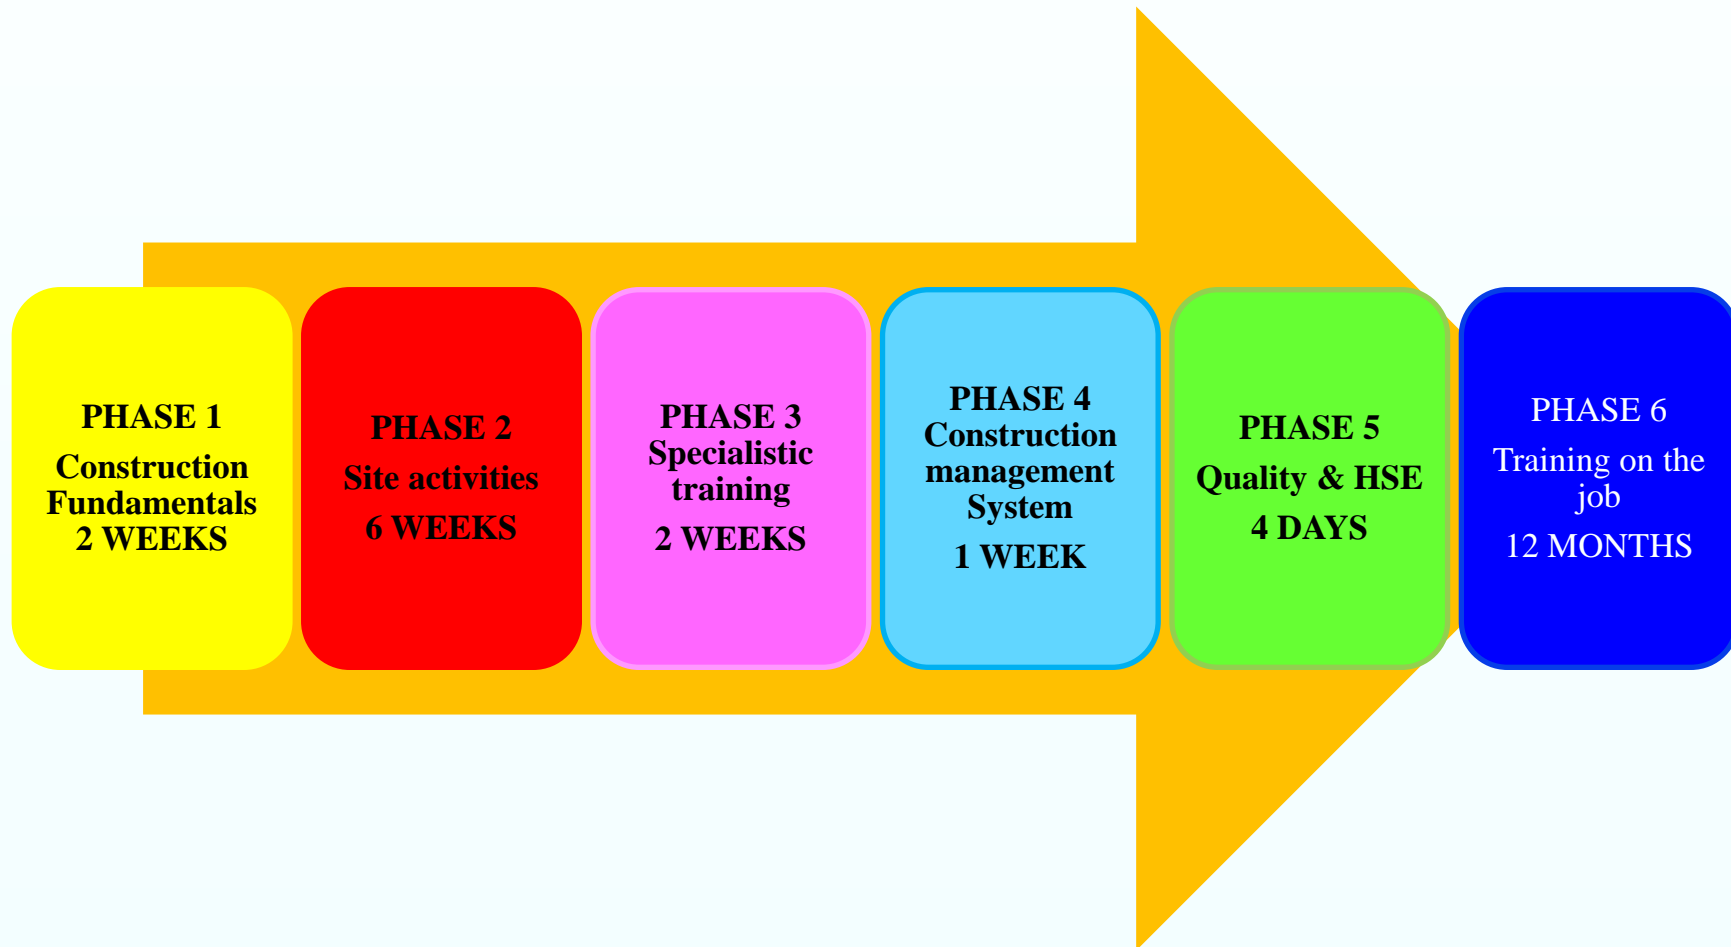 PHASE 1
Construction
Fundamentals
2 WEEKS
PHASE 2
Site activities
6 WEEKS
PHASE 3
Specialistic
training
2 WEEKS
PHASE 4
Construction
management
System
1 WEEK
PHASE 5
Quality & HSE
4 DAYS
PHASE 6
Training on the
job
12 MONTHS